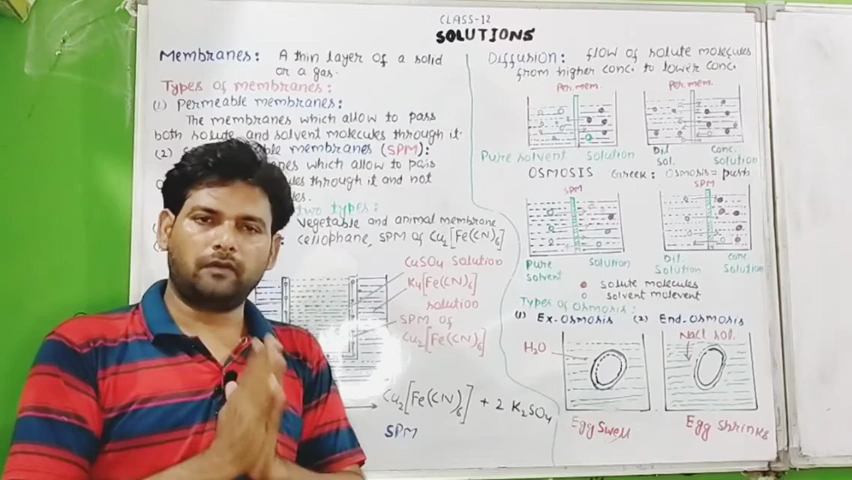 CLASS-12
SOLUTIONS
Membranes: A thin layer of a solid
or a gas.
Types of membranes:
(1) Permeable membranes:
The membranes which allow to pass
both solute and solvent molecules through it.
(2) membranes (SPM):
which allow to pass
through it and not
two types:
Vegetable and animal membrane
cellophane, SPM of Cu2[Fe(CN)6]
CuSO4 solution
K4[Fe(CN)6]
solution
SPM of
Cu2[Fe(CN)6]
Cu2[Fe(CN)6] + 2 K2SO4
SPM
Diffusion: flow of solute molecules
from higher conc. to lower conc.
Per.mem. Per.mem.
Pure solvent Solution Dil. Conc.
sol. Solution
OSMOSIS Greek: Osmosis = push
SPM SPM
Pure Solution Dil. Conc.
solvent Solution Solution
solute molecules
solvent molevent
Types of Osmosis:
(1) Ex-Osmosis (2) End-Osmosis
H2O NaCl sol.
Egg Swell Egg Shrinks